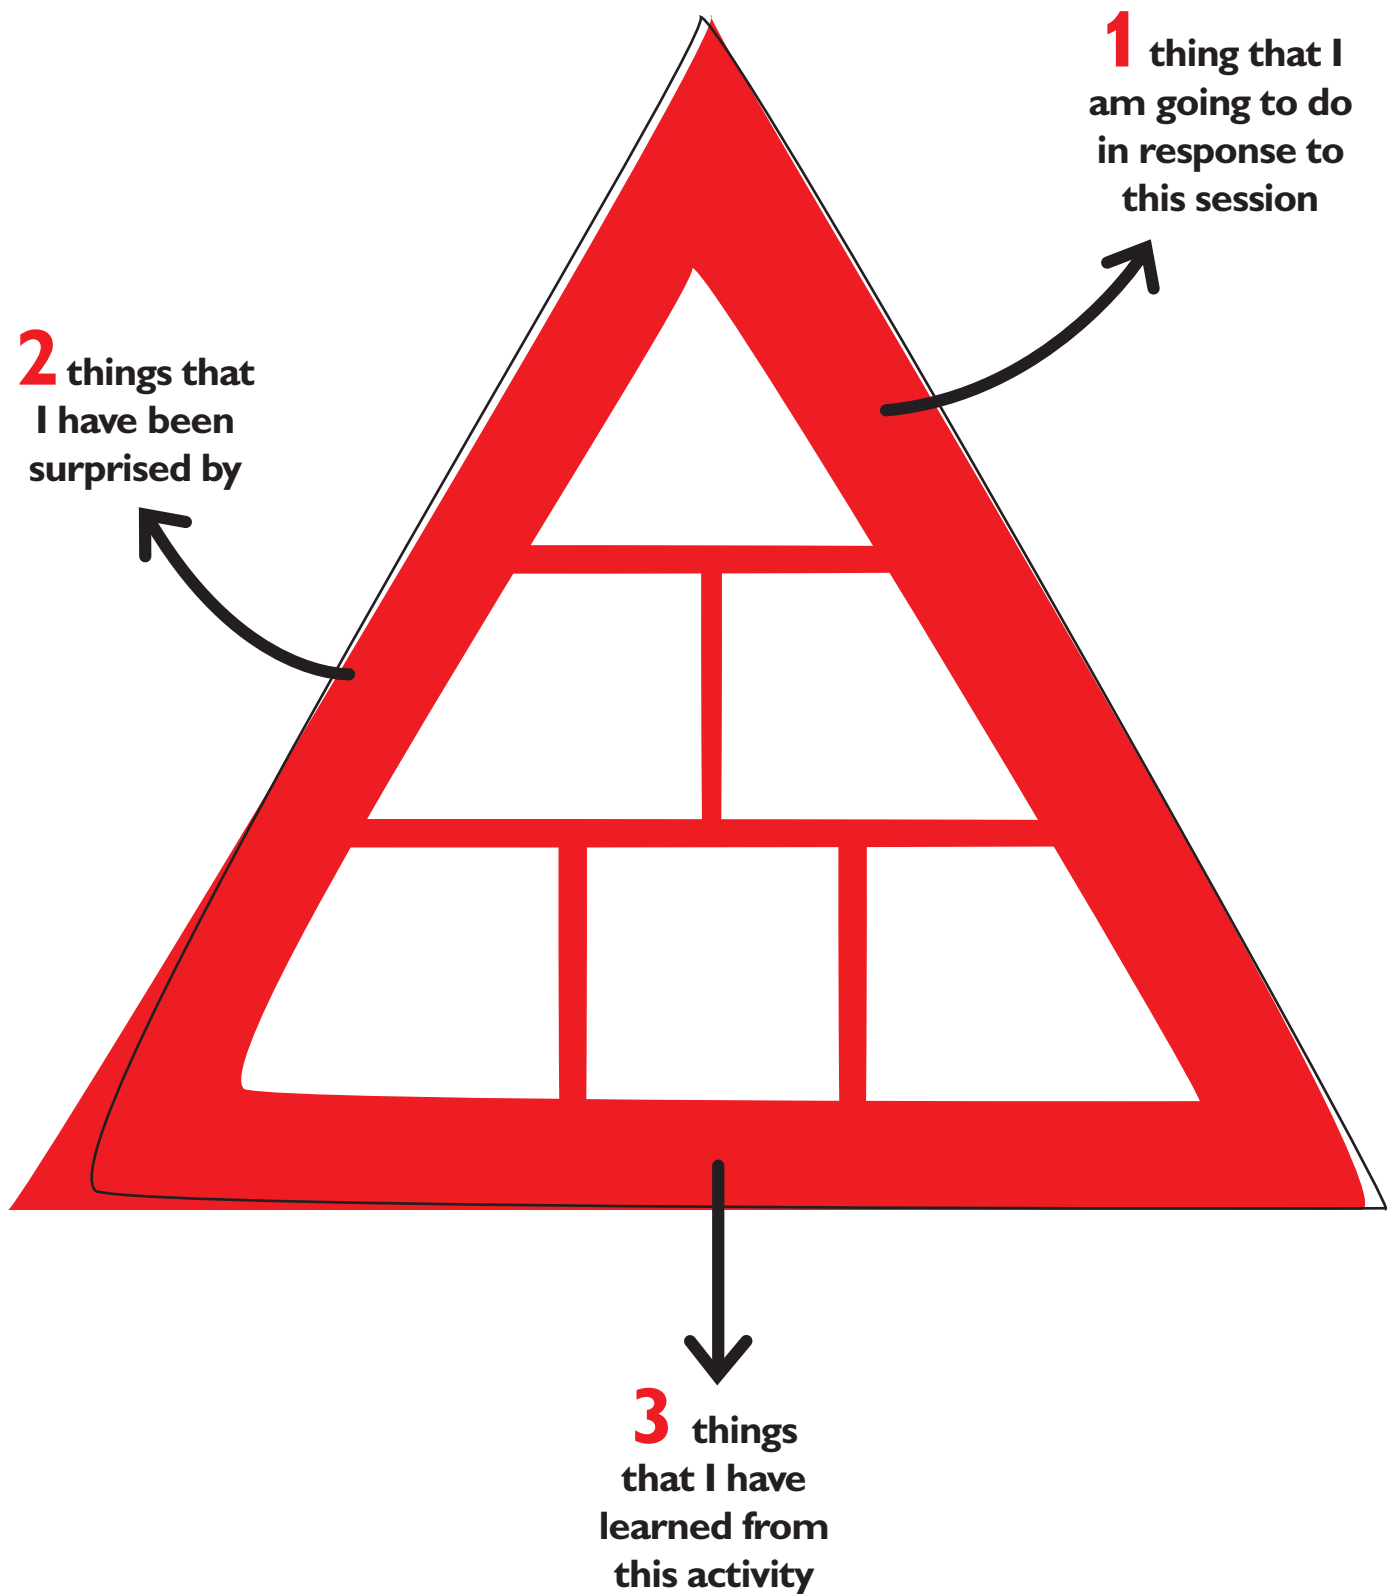 1 thing that I
am going to do
in response to
this session
2 things that
I have been
surprised by
3 things
that I have
learned from
this activity